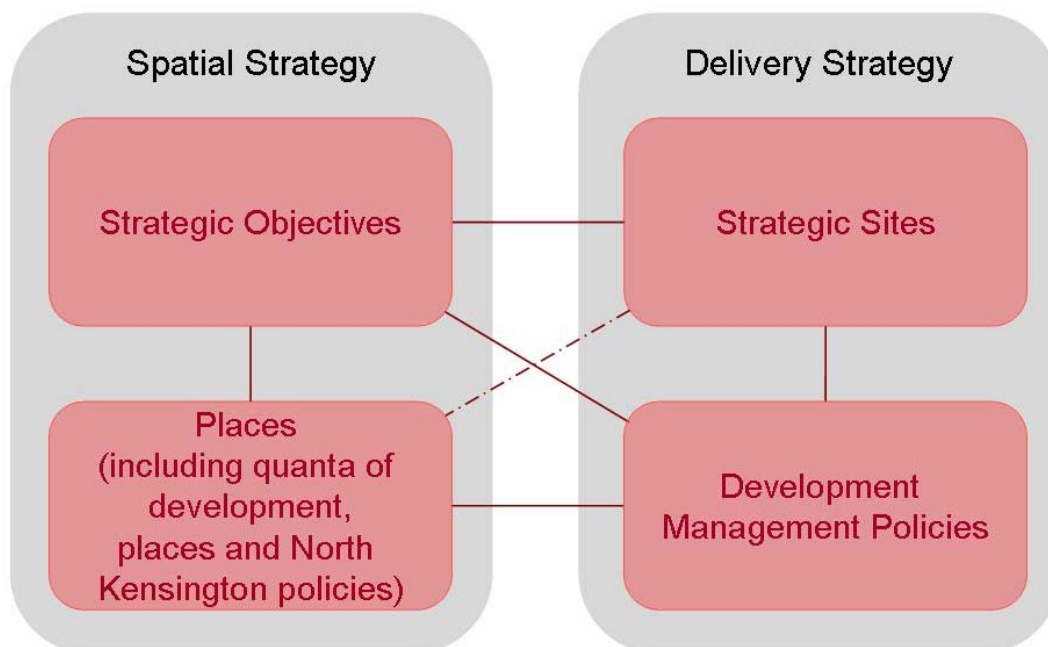 Spatial Strategy
Delivery Strategy
Strategic Objectives
Strategic Sites
Places
(including quanta of
development,
places and North
Kensington policies)
Development
Management Policies